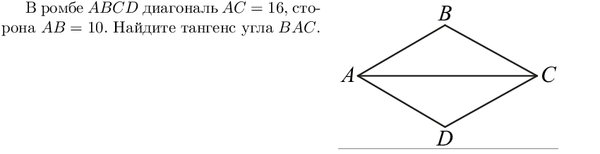 В ромбе ABCD диагональ AC = 16, сто-
рона AB = 10. Найдите тангенс угла BAC.
B
A
C
D